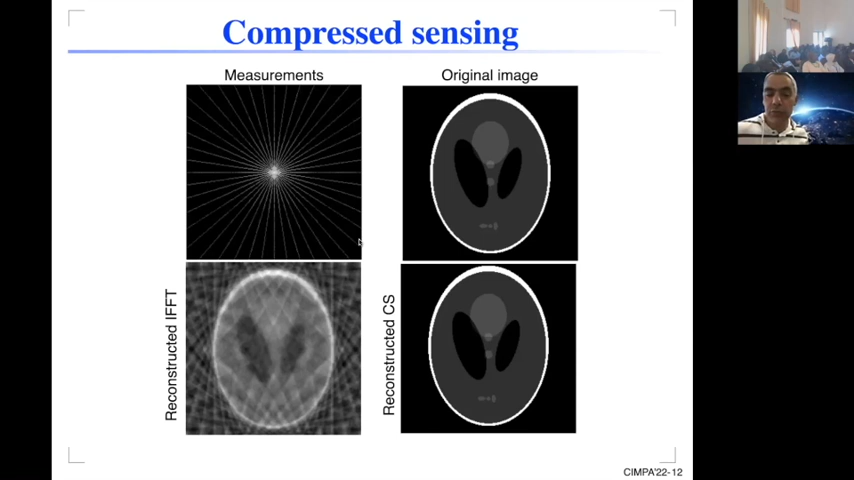 Compressed sensing
Measurements
Original image
Reconstructed IFFT
Reconstructed CS
CIMPA'22-12